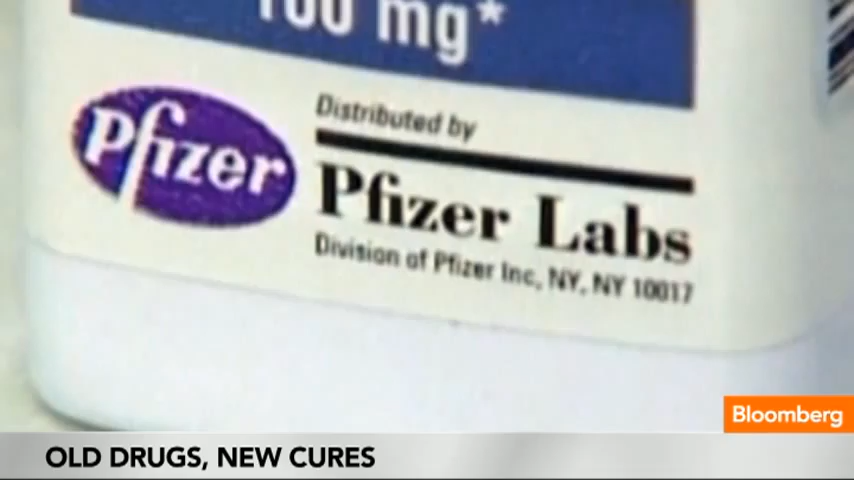 100 mg*
Pfizer
Distributed by
Pfizer Labs
Division of Pfizer Inc, NY, NY 10017
Bloomberg
OLD DRUGS, NEW CURES